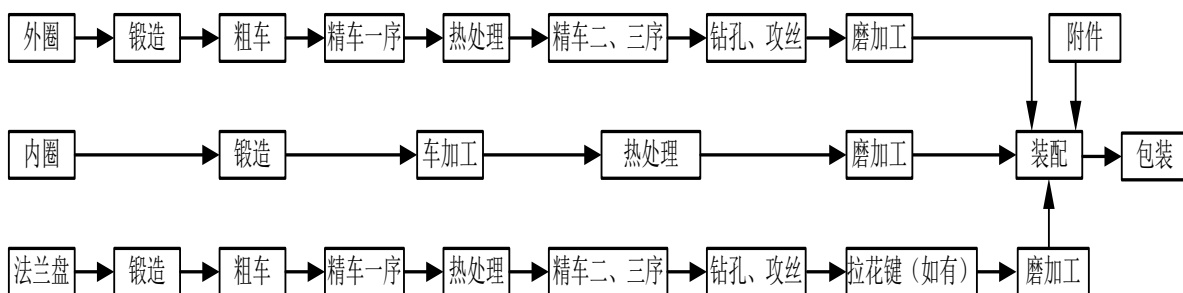 外圈 锻造 粗车 精车一序 热处理 精车二、三序 钻孔、攻丝 磨加工 附件
内圈 锻造 车加工 热处理 磨加工 装配 包装
法兰盘 锻造 粗车 精车一序 热处理 精车二、三序 钻孔、攻丝 拉花键（如有） 磨加工